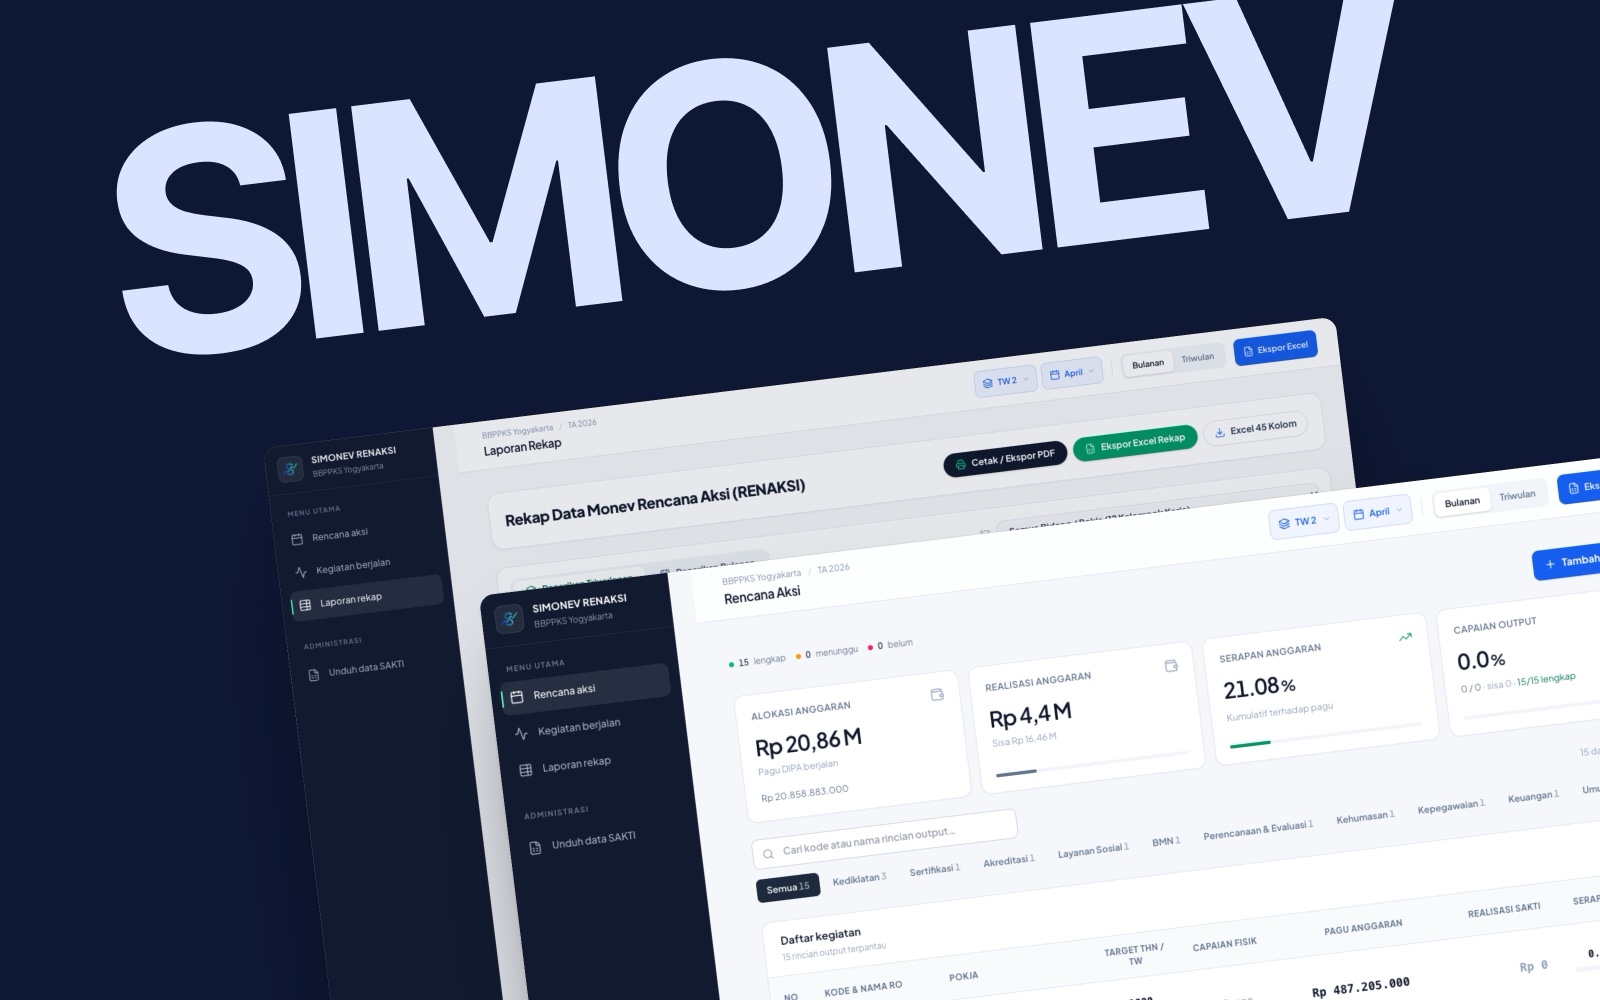 SIMONEV
TW 2
April
Bulanan
Triwulan
Ekspor Excel
BBPPKS Yogyakarta / TA 2026
Laporan Rekap
SIMONEV RENAKSI
BBPPKS Yogyakarta
MENU UTAMA
Rencana aksi
Kegiatan berjalan
Laporan rekap
ADMINISTRASI
Unduh data SAKTI
Rekap Data Monev Rencana Aksi (RENAKSI)
Cetak / Ekspor PDF
Ekspor Excel Rekap
Excel 45 Kolom
SIMONEV RENAKSI
BBPPKS Yogyakarta
MENU UTAMA
Rencana aksi
Kegiatan berjalan
Laporan rekap
ADMINISTRASI
Unduh data SAKTI
BBPPKS Yogyakarta / TA 2026
Rencana Aksi
TW 2
April
Bulanan
Triwulan
Eks
Tambah
15 lengkap
0 menunggu
0 belum
ALOKASI ANGGARAN
Rp 20,86 M
Pagu DIPA berjalan
Rp 20.858.883.000
REALISASI ANGGARAN
Rp 4,4 M
Sisa Rp 16,46 M
SERAPAN ANGGARAN
21.08%
Kumulatif terhadap pagu
CAPAIAN OUTPUT
0.0%
0 / 0 · sisa 0 · 15/15 lengkap
15 da
Cari kode atau nama rincian output...
Semua 15
Kediklatan 3
Sertifikasi 1
Akreditasi 1
Layanan Sosial 1
BMN 1
Perencanaan & Evaluasi 1
Kehumasan 1
Kepegawaian 1
Keuangan 1
Umu
Daftar kegiatan
15 rincian output terpantau
NO
KODE & NAMA RO
POKJA
TARGET THN /
TW
CAPAIAN FISIK
PAGU ANGGARAN
REALISASI SAKTI
SERAP
Rp 487.205.000
Rp 0
0.